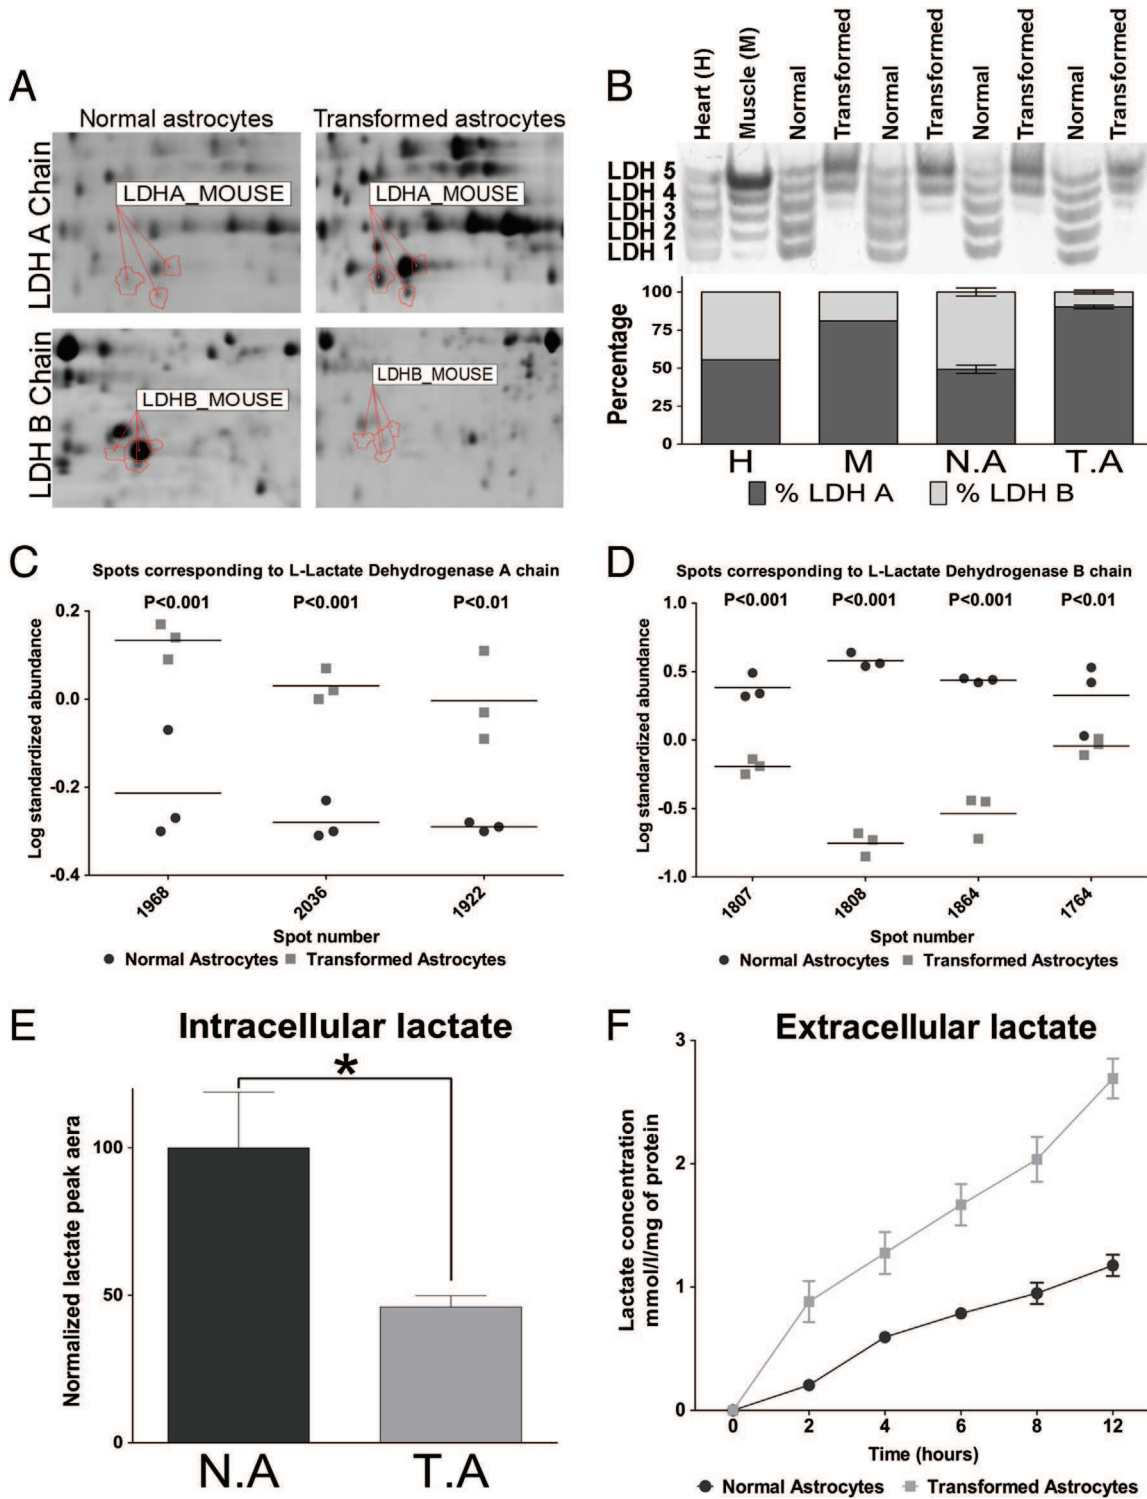 A
Normal astrocytes
Transformed astrocytes
LDH A Chain
LDHA_MOUSE
LDHA_MOUSE
LDH B Chain
LDHB_MOUSE
LDHB_MOUSE
B
Heart (H)
Muscle (M)
Normal
Transformed
Normal
Transformed
Normal
Transformed
Normal
Transformed
LDH 5
LDH 4
LDH 3
LDH 2
LDH 1
Percentage
100
75
50
25
0
H M N.A T.A
% LDH A % LDH B
C
Spots corresponding to L-Lactate Dehydrogenase A chain
P<0.001 P<0.001 P<0.01
Log standardized abundance
0.2
0.0
-0.2
-0.4
1968 2036 1922
Spot number
Normal Astrocytes Transformed Astrocytes
D
Spots corresponding to L-Lactate Dehydrogenase B chain
P<0.001 P<0.001 P<0.001 P<0.01
Log standardized abundance
1.0
0.5
0.0
-0.5
-1.0
1807 1808 1864 1764
Spot number
Normal Astrocytes Transformed Astrocytes
E
Intracellular lactate
*
Normalized lactate peak aera
100
50
0
N.A T.A
F
Extracellular lactate
Lactate concentration
mmol/l/mg of protein
3
2
1
0
0 2 4 6 8 12
Time (hours)
Normal Astrocytes Transformed Astrocytes